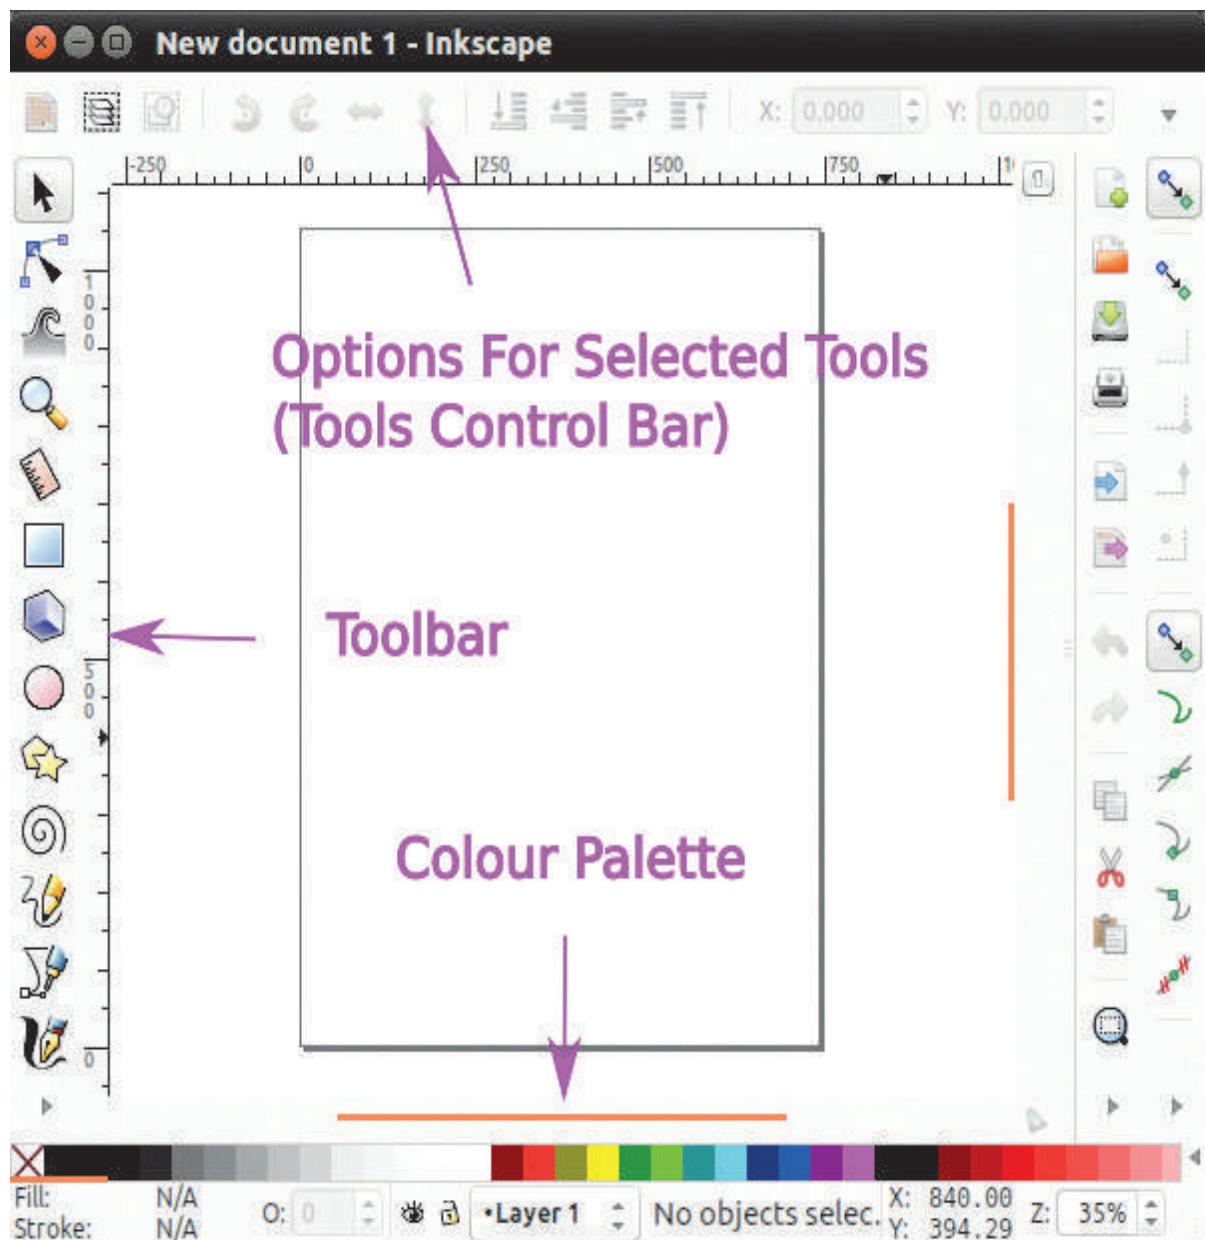 New document 1 - Inkscape
X: 0.000 Y: 0.000
-250 0 250 500 750 1
1000
Options For Selected Tools
(Tools Control Bar)
Toolbar
500
Colour Palette
0
Fill: N/A
Stroke: N/A
O: 0
•Layer 1
No objects selec.
X: 840.00
Y: 394.29
Z: 35%